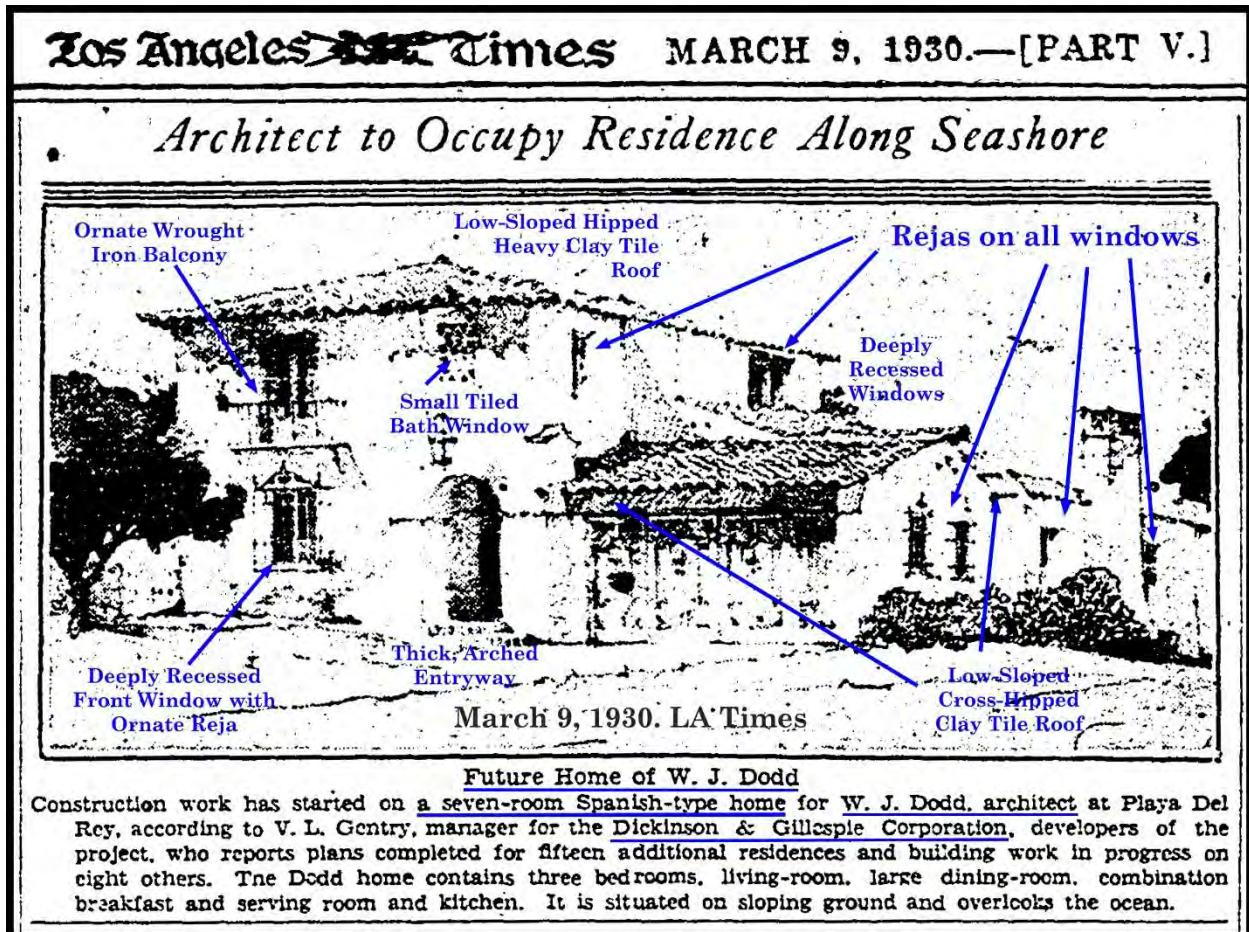 Los Angeles Times MARCH 9, 1930.—[PART V.]
Architect to Occupy Residence Along Seashore
Ornate Wrought
Iron Balcony
Low-Sloped Hipped
Heavy Clay Tile
Roof
Rejas on all windows
Small Tiled
Bath Window
Deeply
Recessed
Windows
Deeply Recessed
Front Window with
Ornate Reja
Thick, Arched
Entryway
Low-Sloped
Cross-Hipped
Clay Tile Roof
March 9, 1930. LA Times
Future Home of W. J. Dodd
Construction work has started on a seven-room Spanish-type home for W. J. Dodd, architect at Playa Del
Rey, according to V. L. Gentry, manager for the Dickinson & Gillespie Corporation, developers of the
project, who reports plans completed for fifteen additional residences and building work in progress on
eight others. The Dodd home contains three bedrooms, living-room, large dining-room, combination
breakfast and serving room and kitchen. It is situated on sloping ground and overlooks the ocean.